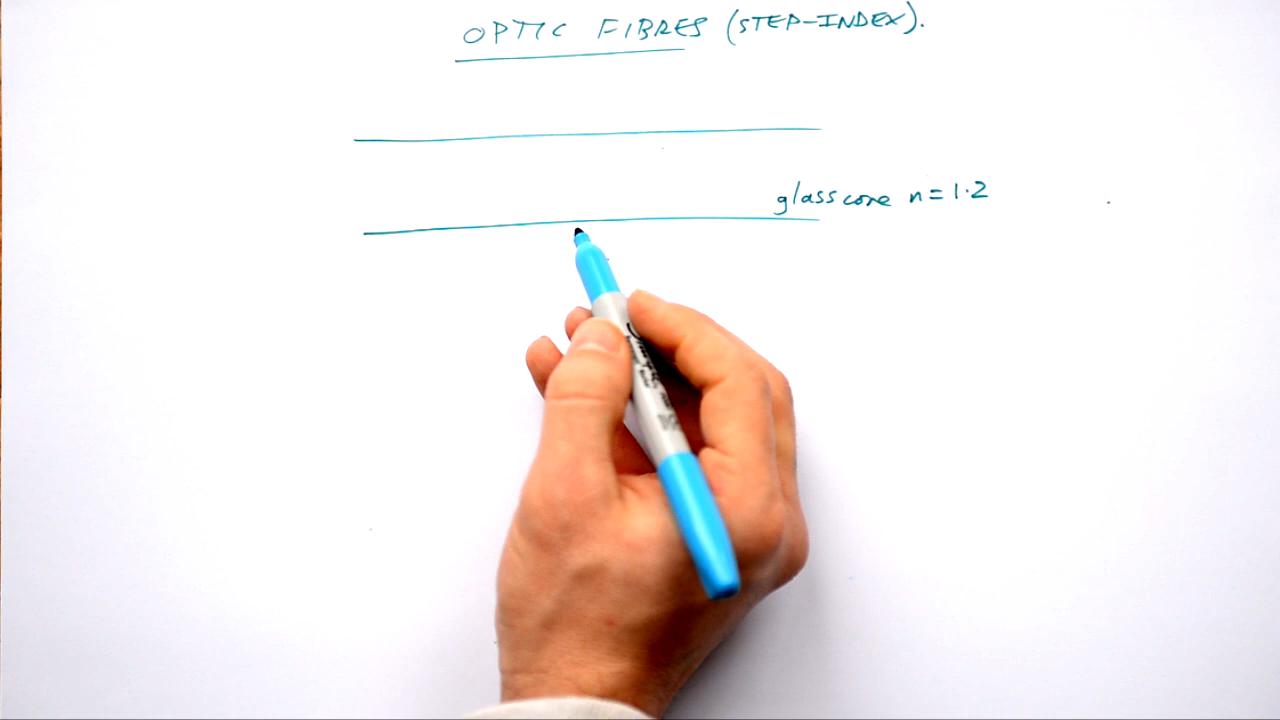 OPTIC FIBRES (STEP-INDEX).
glass core n = 1.2